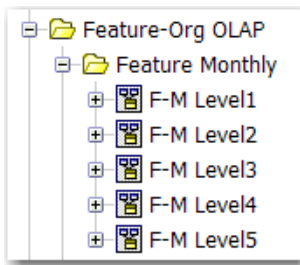 Feature-Org OLAP
Feature Monthly
F-M Level1
F-M Level2
F-M Level3
F-M Level4
F-M Level5